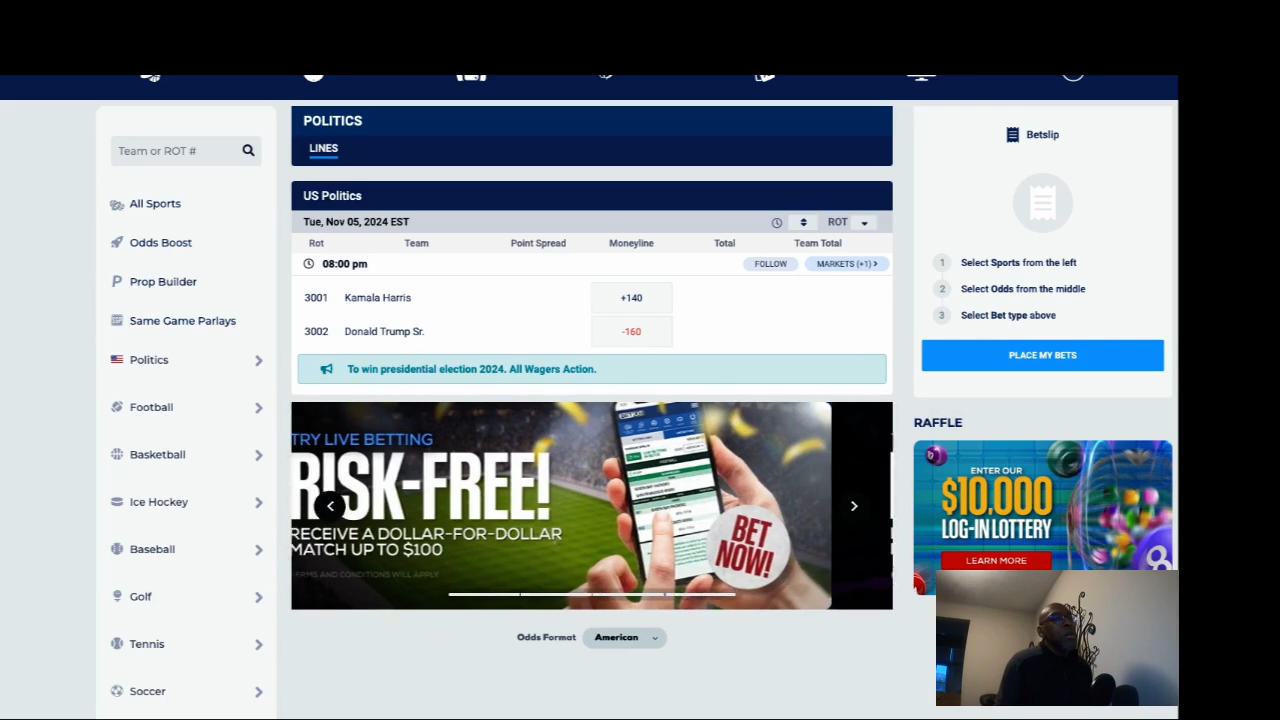 Team or ROT #
All Sports
Odds Boost
Prop Builder
Same Game Parlays
Politics
Football
Basketball
Ice Hockey
Baseball
Golf
Tennis
Soccer
POLITICS
LINES
US Politics
Tue, Nov 05, 2024 EST
ROT
Rot Team Point Spread Moneyline Total Team Total
08:00 pm FOLLOW MARKETS (+1)
3001 Kamala Harris +140
3002 Donald Trump Sr. -160
To win presidential election 2024. All Wagers Action.
TRY LIVE BETTING
RISK-FREE!
RECEIVE A DOLLAR-FOR-DOLLAR
MATCH UP TO $100
TERMS AND CONDITIONS WILL APPLY
BET
NOW!
Odds Format American
Betslip
1 Select Sports from the left
2 Select Odds from the middle
3 Select Bet type above
PLACE MY BETS
RAFFLE
ENTER OUR
$10,000
LOG-IN LOTTERY
LEARN MORE